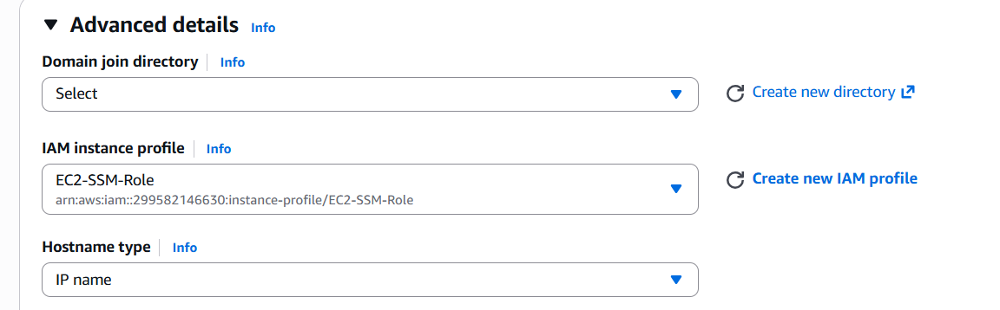 Advanced details Info
Domain join directory Info
Select
Create new directory
IAM instance profile Info
EC2-SSM-Role
arn:aws:iam::299582146630:instance-profile/EC2-SSM-Role
Create new IAM profile
Hostname type Info
IP name